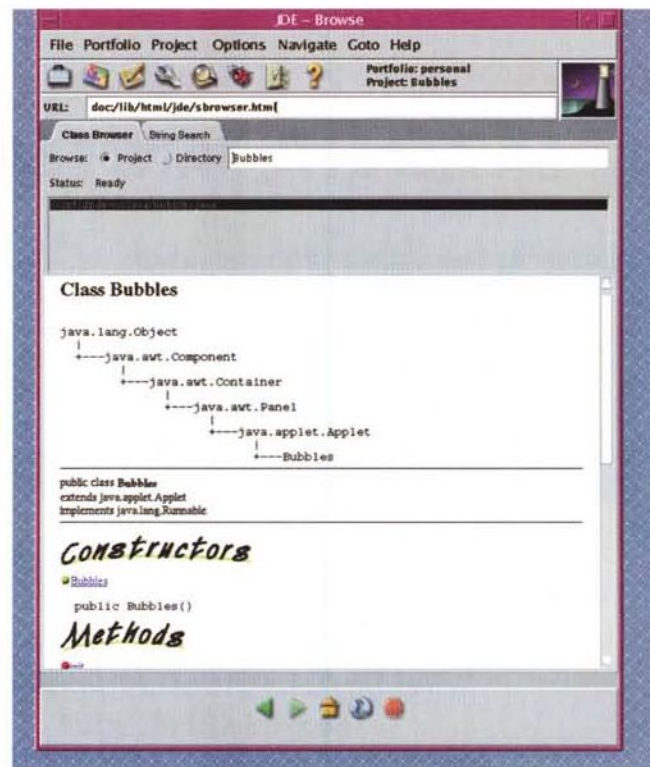 JDE – Browse
File Portfolio Project Options Navigate Goto Help
Portfolio: personal
Project: Bubbles
URL: doc/lib/html/jde/sbrowser.html
Class Browser String Search
Browse: Project Directory Bubbles
Status: Ready
Class Bubbles
java.lang.Object
|
+---java.awt.Component
|
+---java.awt.Container
|
+---java.awt.Panel
|
+---java.applet.Applet
|
+---Bubbles
public class Bubbles
extends java.applet.Applet
implements java.lang.Runnable
Constructors
Bubbles
public Bubbles()
Methods
init